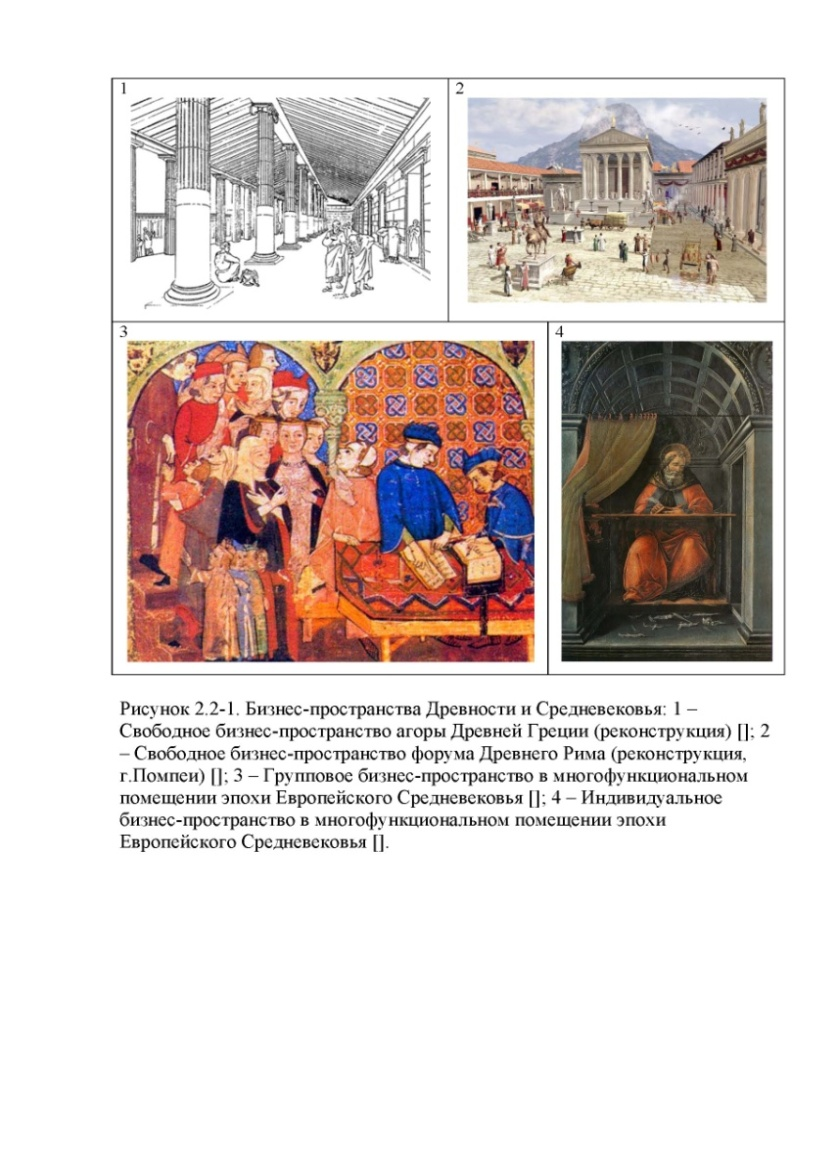 1
2
3
4
Рисунок 2.2-1. Бизнес-пространства Древности и Средневековья: 1 –
Свободное бизнес-пространство агоры Древней Греции (реконструкция) []; 2
– Свободное бизнес-пространство форума Древнего Рима (реконструкция,
г.Помпеи) []; 3 – Групповое бизнес-пространство в многофункциональном
помещении эпохи Европейского Средневековья []; 4 – Индивидуальное
бизнес-пространство в многофункциональном помещении эпохи
Европейского Средневековья [].